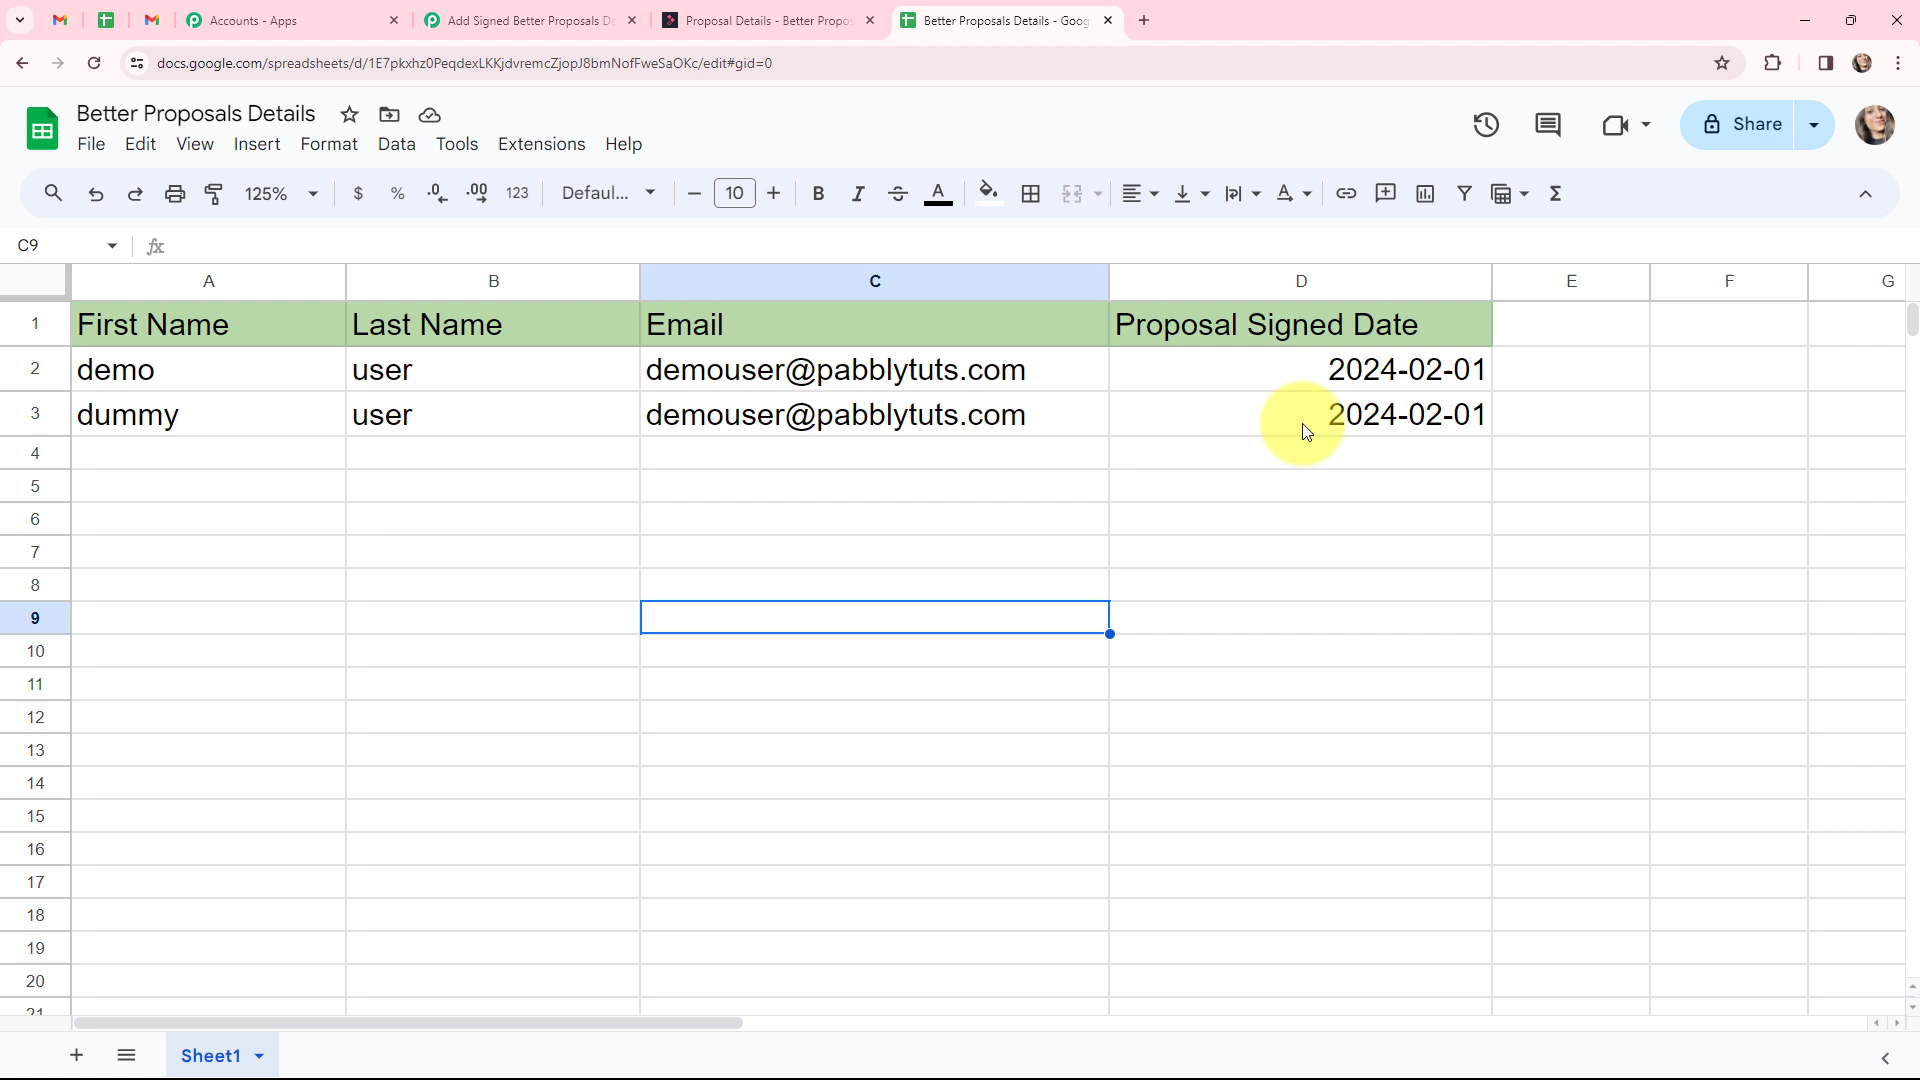 Accounts - Apps
Add Signed Better Proposals De
Proposal Details - Better Propos
Better Proposals Details - Goog
docs.google.com/spreadsheets/d/1E7pkxhz0PeqdexLKKjdvremcZjopJ8bmNofFweSaOKc/edit#gid=0
Better Proposals Details
File Edit View Insert Format Data Tools Extensions Help
Share
125% $ % .0 .00 123 Defaul... 10 B I A
C9 fx
A B C D E F G
1 First Name Last Name Email Proposal Signed Date
2 demo user demouser@pabblytuts.com 2024-02-01
3 dummy user demouser@pabblytuts.com 2024-02-01
4
5
6
7
8
9
10
11
12
13
14
15
16
17
18
19
20
21
Sheet1